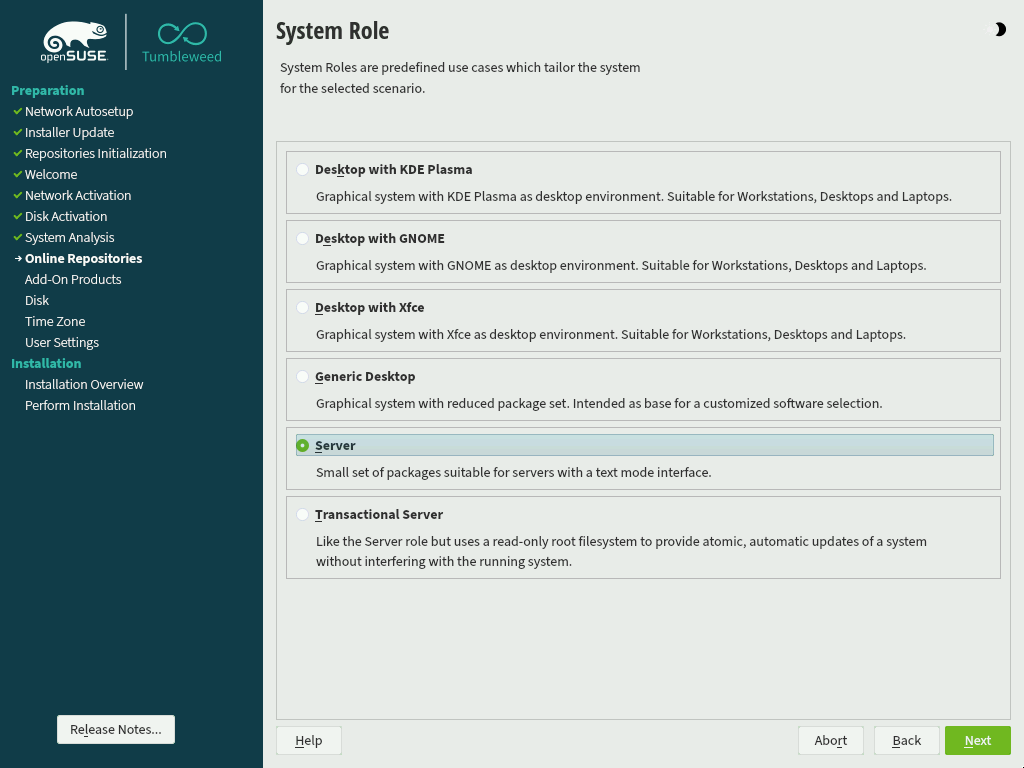 openSUSE
Tumbleweed
Preparation
Network Autosetup
Installer Update
Repositories Initialization
Welcome
Network Activation
Disk Activation
System Analysis
Online Repositories
Add-On Products
Disk
Time Zone
User Settings
Installation
Installation Overview
Perform Installation
Release Notes...
System Role
System Roles are predefined use cases which tailor the system
for the selected scenario.
Desktop with KDE Plasma
Graphical system with KDE Plasma as desktop environment. Suitable for Workstations, Desktops and Laptops.
Desktop with GNOME
Graphical system with GNOME as desktop environment. Suitable for Workstations, Desktops and Laptops.
Desktop with Xfce
Graphical system with Xfce as desktop environment. Suitable for Workstations, Desktops and Laptops.
Generic Desktop
Graphical system with reduced package set. Intended as base for a customized software selection.
Server
Small set of packages suitable for servers with a text mode interface.
Transactional Server
Like the Server role but uses a read-only root filesystem to provide atomic, automatic updates of a system
without interfering with the running system.
Help
Abort
Back
Next